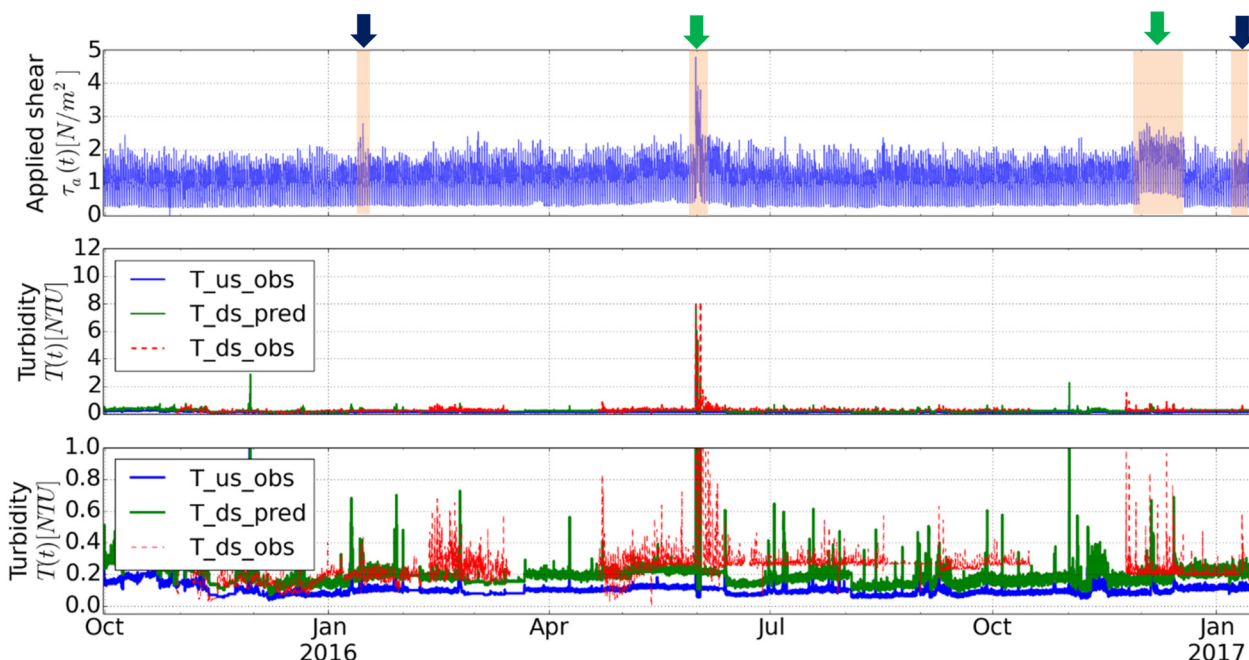 Applied shear
τₐ(t)[N/m²]
5
4
3
2
1
0
Turbidity
T(t)[NTU]
12
10
8
6
4
2
0
T_us_obs
T_ds_pred
T_ds_obs
Turbidity
T(t)[NTU]
1.0
0.8
0.6
0.4
0.2
0.0
T_us_obs
T_ds_pred
T_ds_obs
Oct Jan Apr Jul Oct Jan
2016 2017